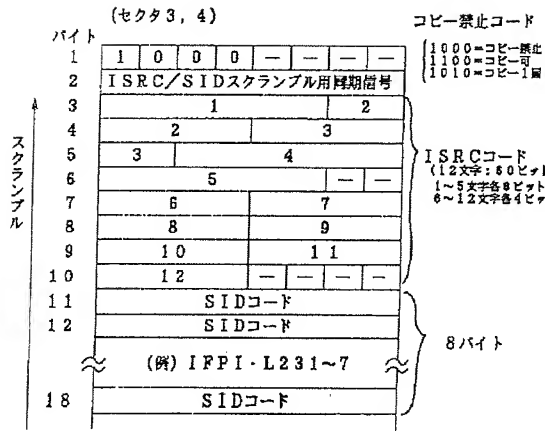 (セクタ3, 4)
コピー禁止コード
バイト
1 1 0 0 0 — — — —
1000=コピー禁止
1100=コピー可
1010=コピー1回
2 ISRC/SIDスクランブル用同期信号
3 1 2
4 2 3
5 3 4
6 5 — —
7 6 7
8 8 9
9 10 11
10 12 — — — —
スクランブル
ISRCコード
(12文字:60ビット
1~5文字各6ビット
6~12文字各4ビッ
11 SIDコード
12 SIDコード
(例) IFPI・L231~7
18 SIDコード
8バイト